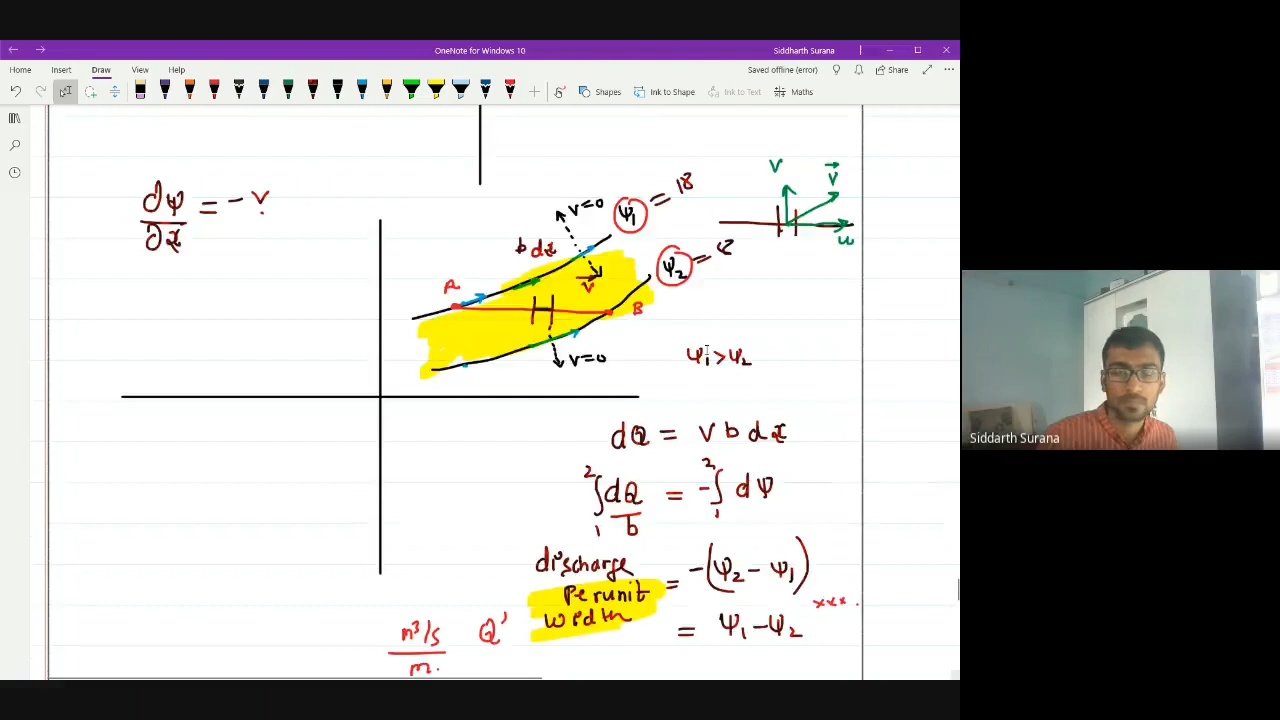 OneNote for Windows 10
Siddharth Surana
Home Insert Draw View Help
Saved offline (error) Share
Shapes Ink to Shape Ink to Text Maths
∂ψ/∂x = - v
A
b dx
V=0
ψ1 = 18
ψ2 =
V
B
V=0
V
V
u
ψ1 > ψ2
dQ = V b dx
∫₁² dQ/b = -∫₁² dψ
discharge
Per unit
width
= -(ψ2 - ψ1)
= ψ1 - ψ2
×××.
m³/s
m.
Q'
Siddarth Surana